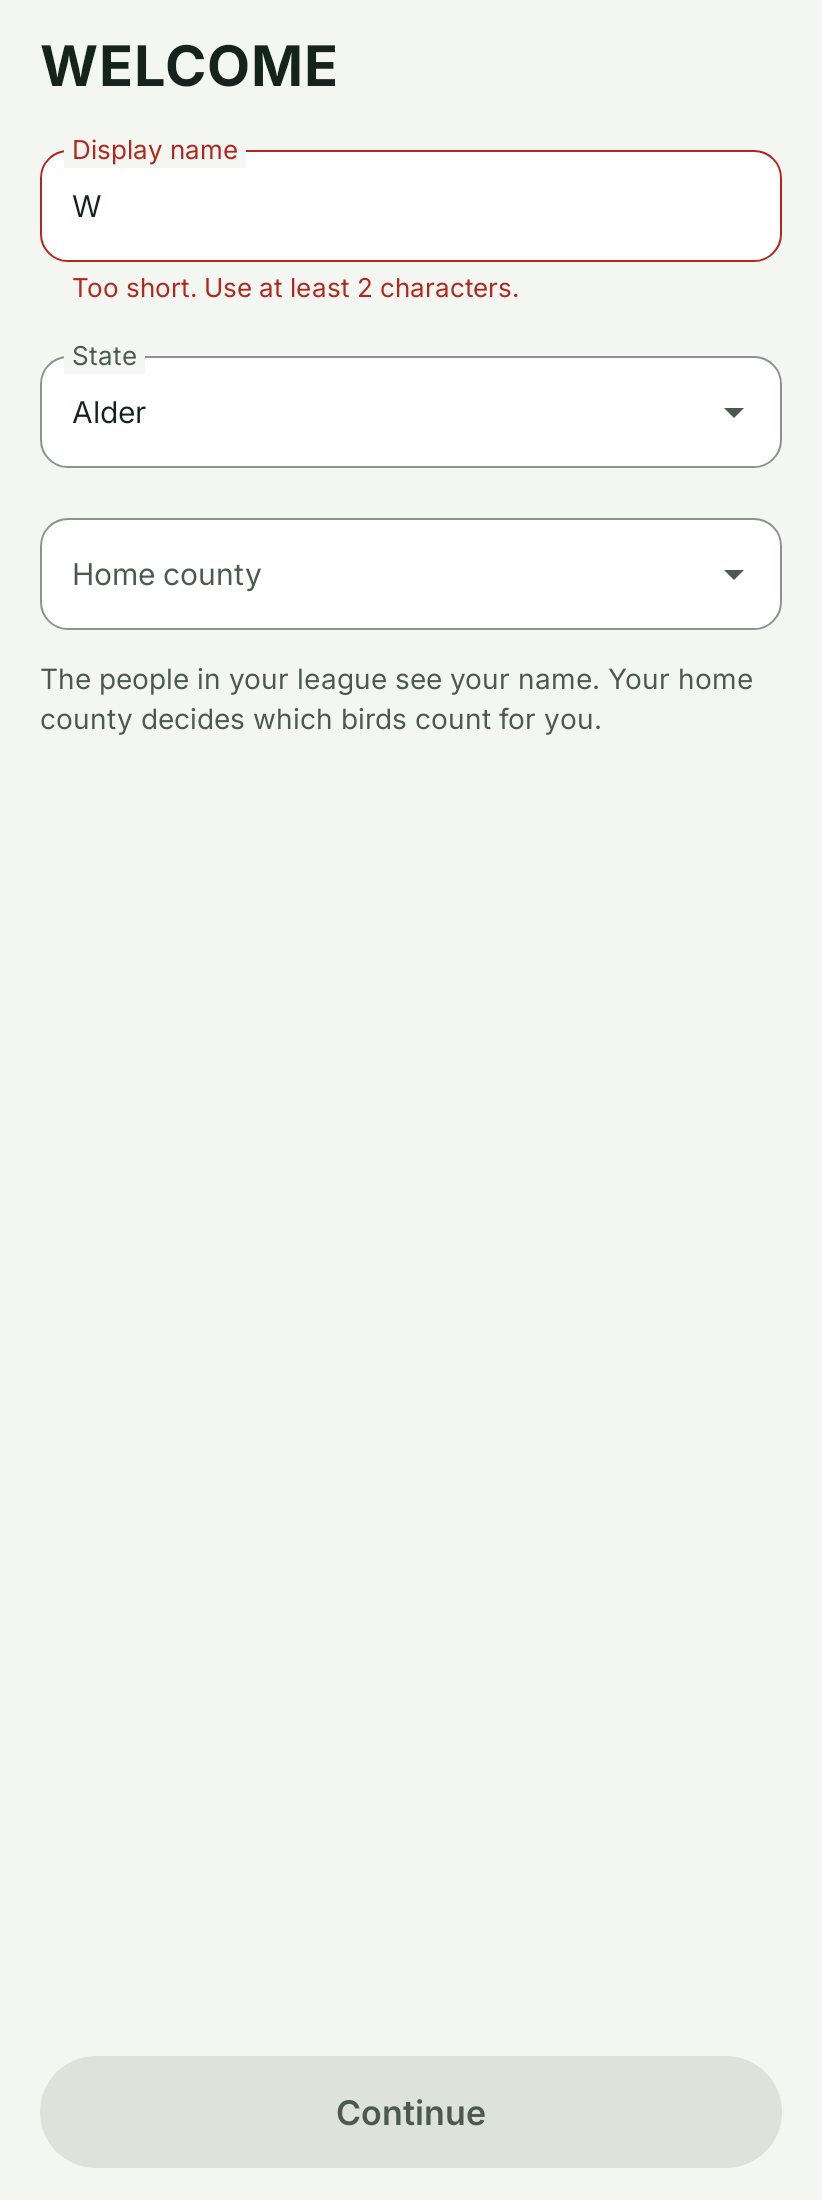 WELCOME
Display name
W
Too short. Use at least 2 characters.
State
Alder
Home county
The people in your league see your name. Your home
county decides which birds count for you.
Continue